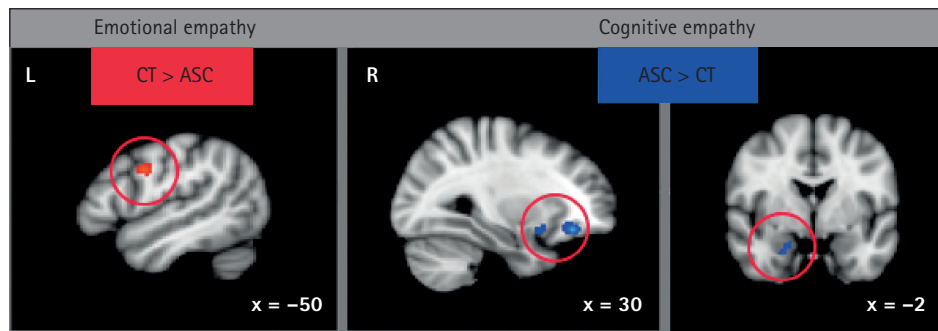 Emotional empathy
Cognitive empathy
L
CT > ASC
R
ASC > CT
x = –50
x = 30
x = –2